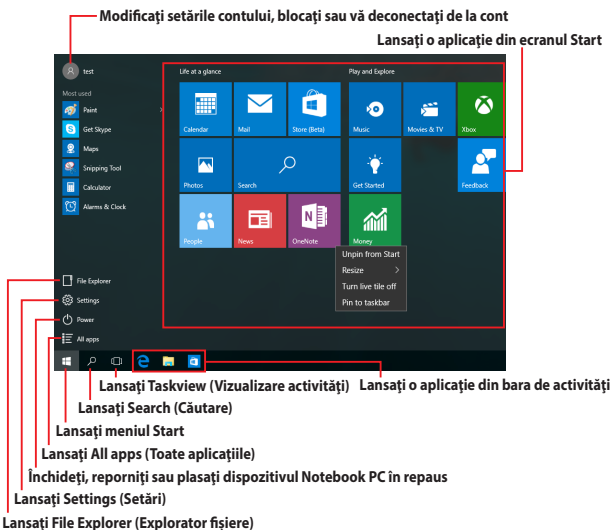 Modificați setările contului, blocați sau vă deconectați de la cont
Lansați o aplicație din ecranul Start
test
Life at a glance
Play and Explore
Most used
Paint
Get Skype
Maps
Snipping Tool
Calculator
Alarms & Clock
Calendar
Mail
Store (Beta)
Music
Movies & TV
Xbox
Photos
Search
Get Started
Feedback
People
News
OneNote
Money
Unpin from Start
Resize
Turn live tile off
Pin to taskbar
File Explorer
Settings
Power
All apps
Lansați Taskview (Vizualizare activități)
Lansați o aplicație din bara de activități
Lansați Search (Căutare)
Lansați meniul Start
Lansați All apps (Toate aplicațiile)
Închideți, reporniți sau plasați dispozitivul Notebook PC în repaus
Lansați Settings (Setări)
Lansați File Explorer (Explorator fișiere)